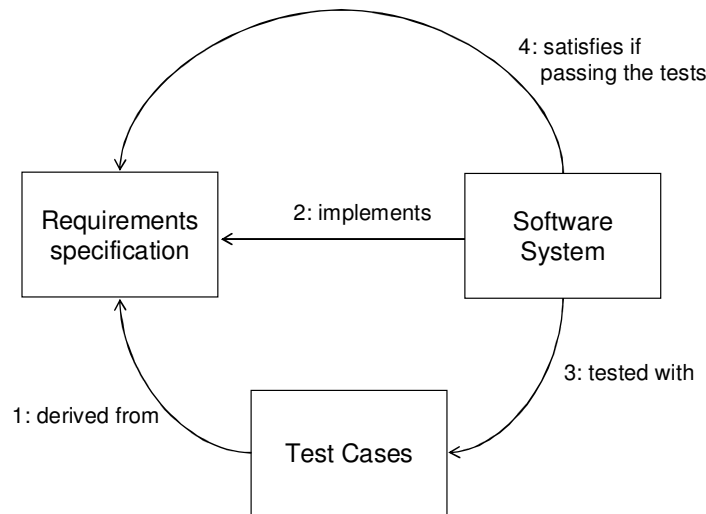 4: satisfies if
passing the tests
Requirements
specification
2: implements
Software
System
3: tested with
1: derived from
Test Cases